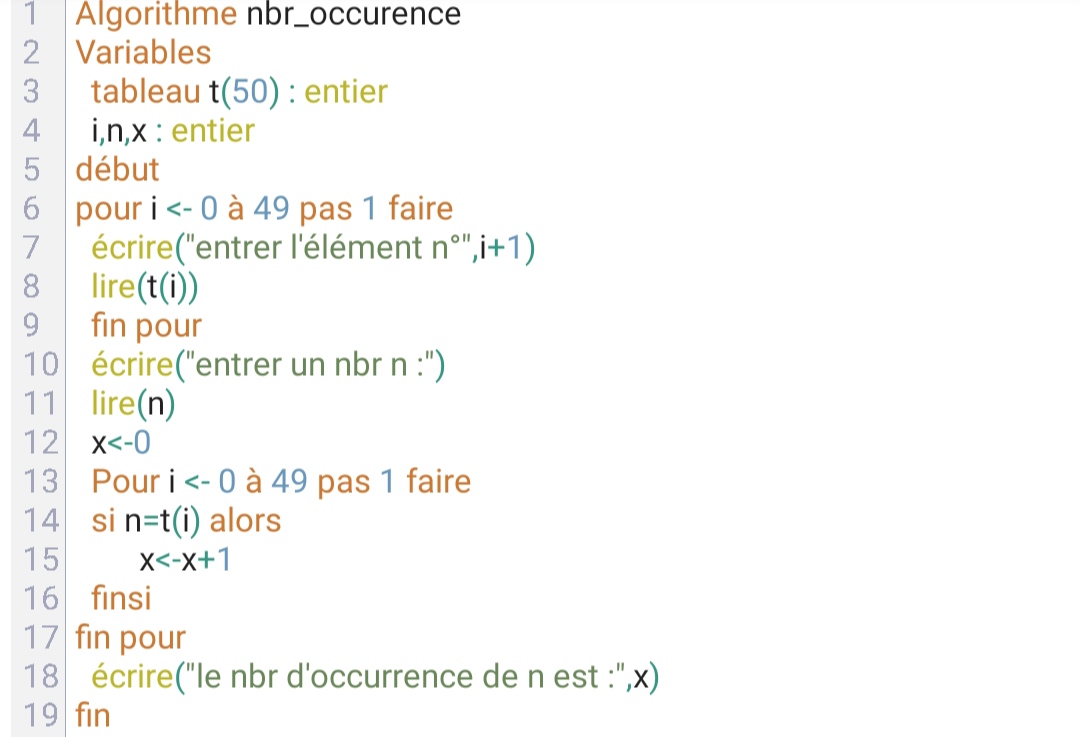 1 Algorithme nbr_occurence
2 Variables
3 tableau t(50) : entier
4 i,n,x : entier
5 début
6 pour i <- 0 à 49 pas 1 faire
7 écrire("entrer l'élément n°",i+1)
8 lire(t(i))
9 fin pour
10 écrire("entrer un nbr n :")
11 lire(n)
12 x<-0
13 Pour i <- 0 à 49 pas 1 faire
14 si n=t(i) alors
15 x<-x+1
16 finsi
17 fin pour
18 écrire("le nbr d'occurrence de n est :",x)
19 fin